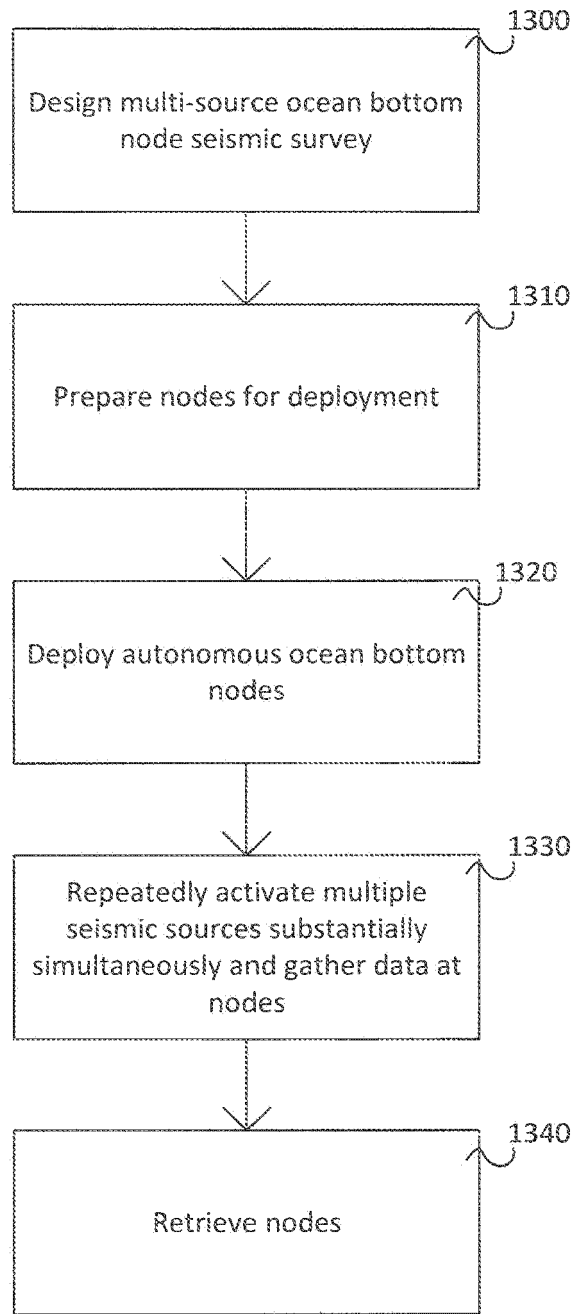 1300
Design multi-source ocean bottom
node seismic survey
1310
Prepare nodes for deployment
1320
Deploy autonomous ocean bottom
nodes
1330
Repeatedly activate multiple
seismic sources substantially
simultaneously and gather data at
nodes
1340
Retrieve nodes